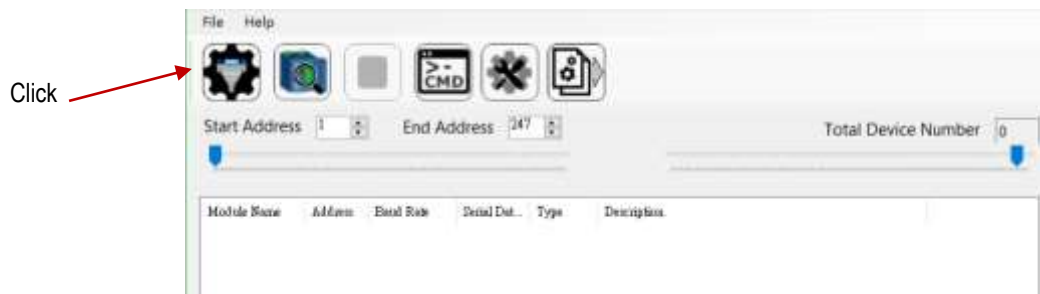 File Help
Click
>-
CMD
Start Address 1 End Address 247 Total Device Number 0
Module Name Address Baud Rate Serial Dat... Type Description